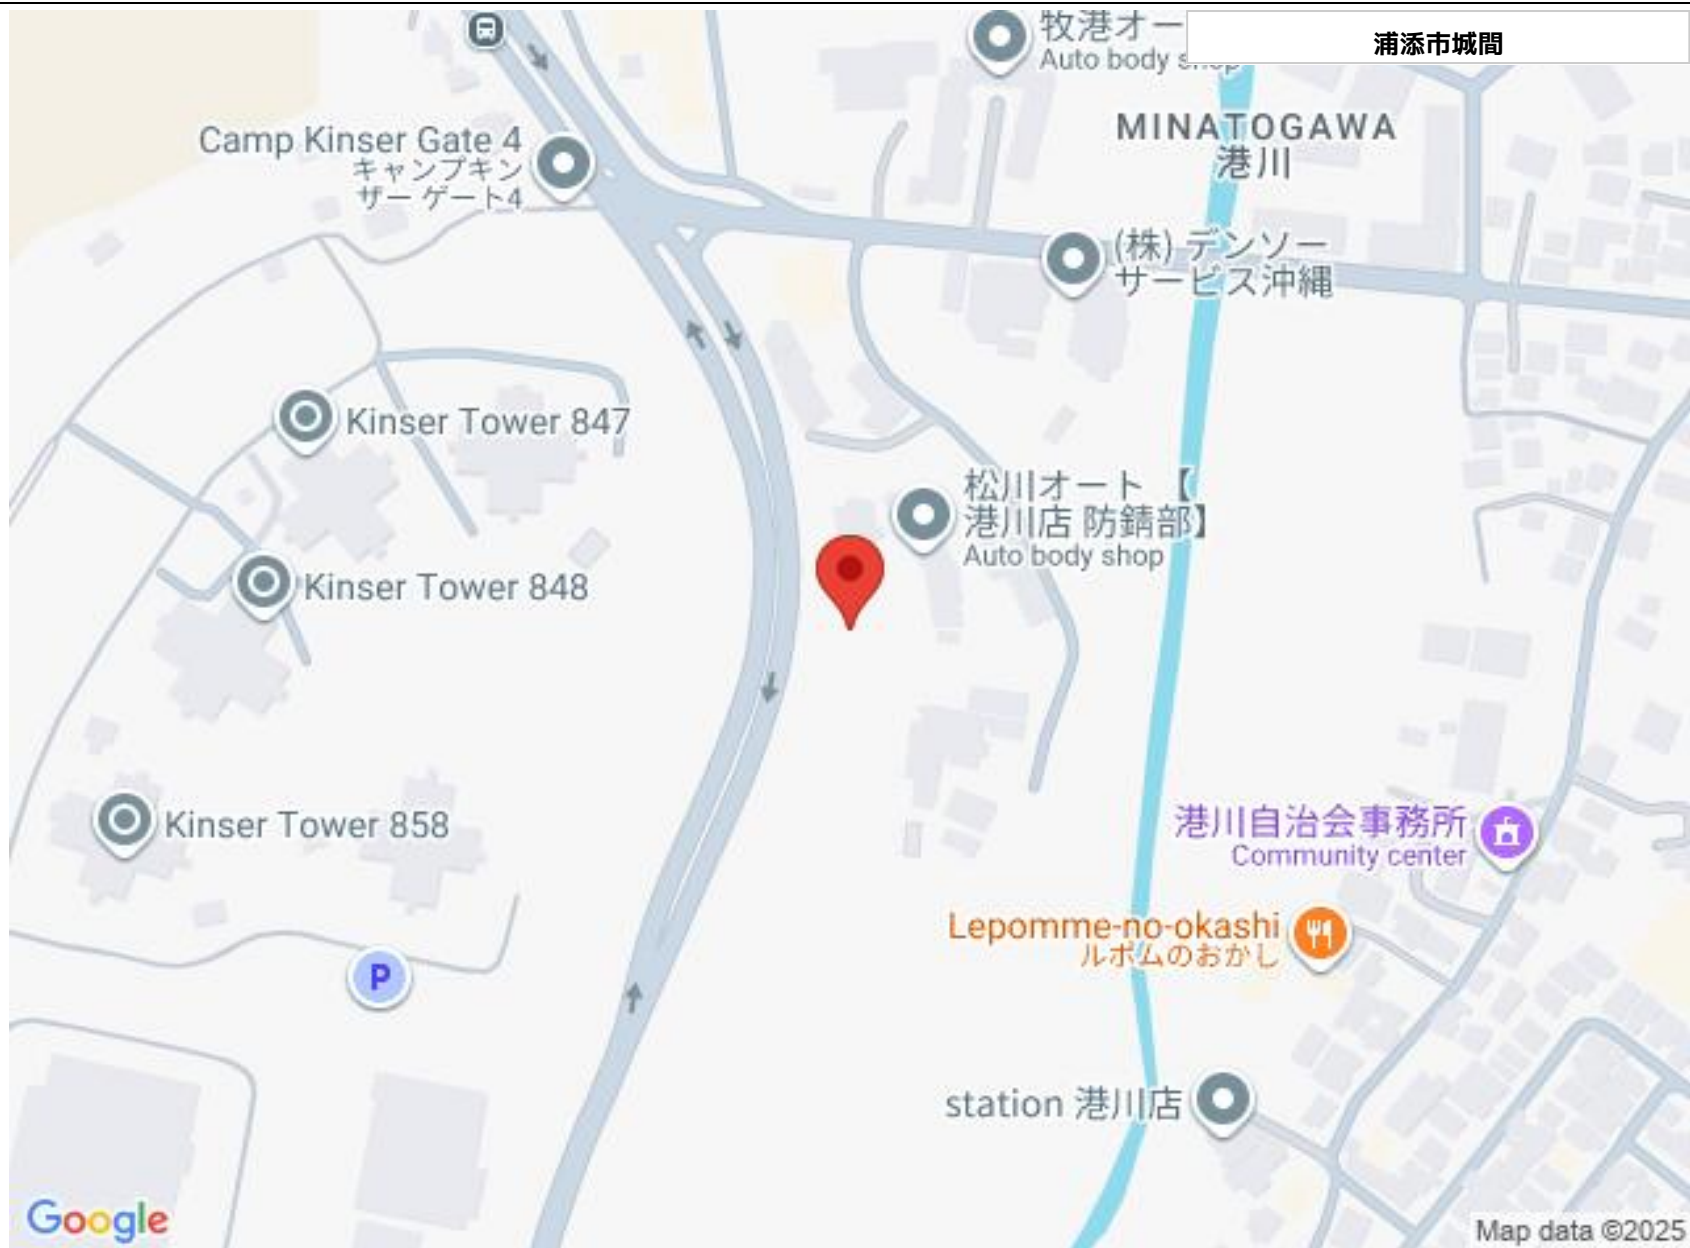 牧港オー
Auto body shop
浦添市城間
Camp Kinser Gate 4
キャンプキン
ザー ゲート4
MINATOGAWA
港川
(株) デンソー
サービス沖縄
Kinser Tower 847
松川オート 【
港川店 防錆部】
Auto body shop
Kinser Tower 848
Kinser Tower 858
港川自治会事務所
Community center
Lepomme-no-okashi
ルポムのおかし
P
station 港川店
Google
Map data ©2025